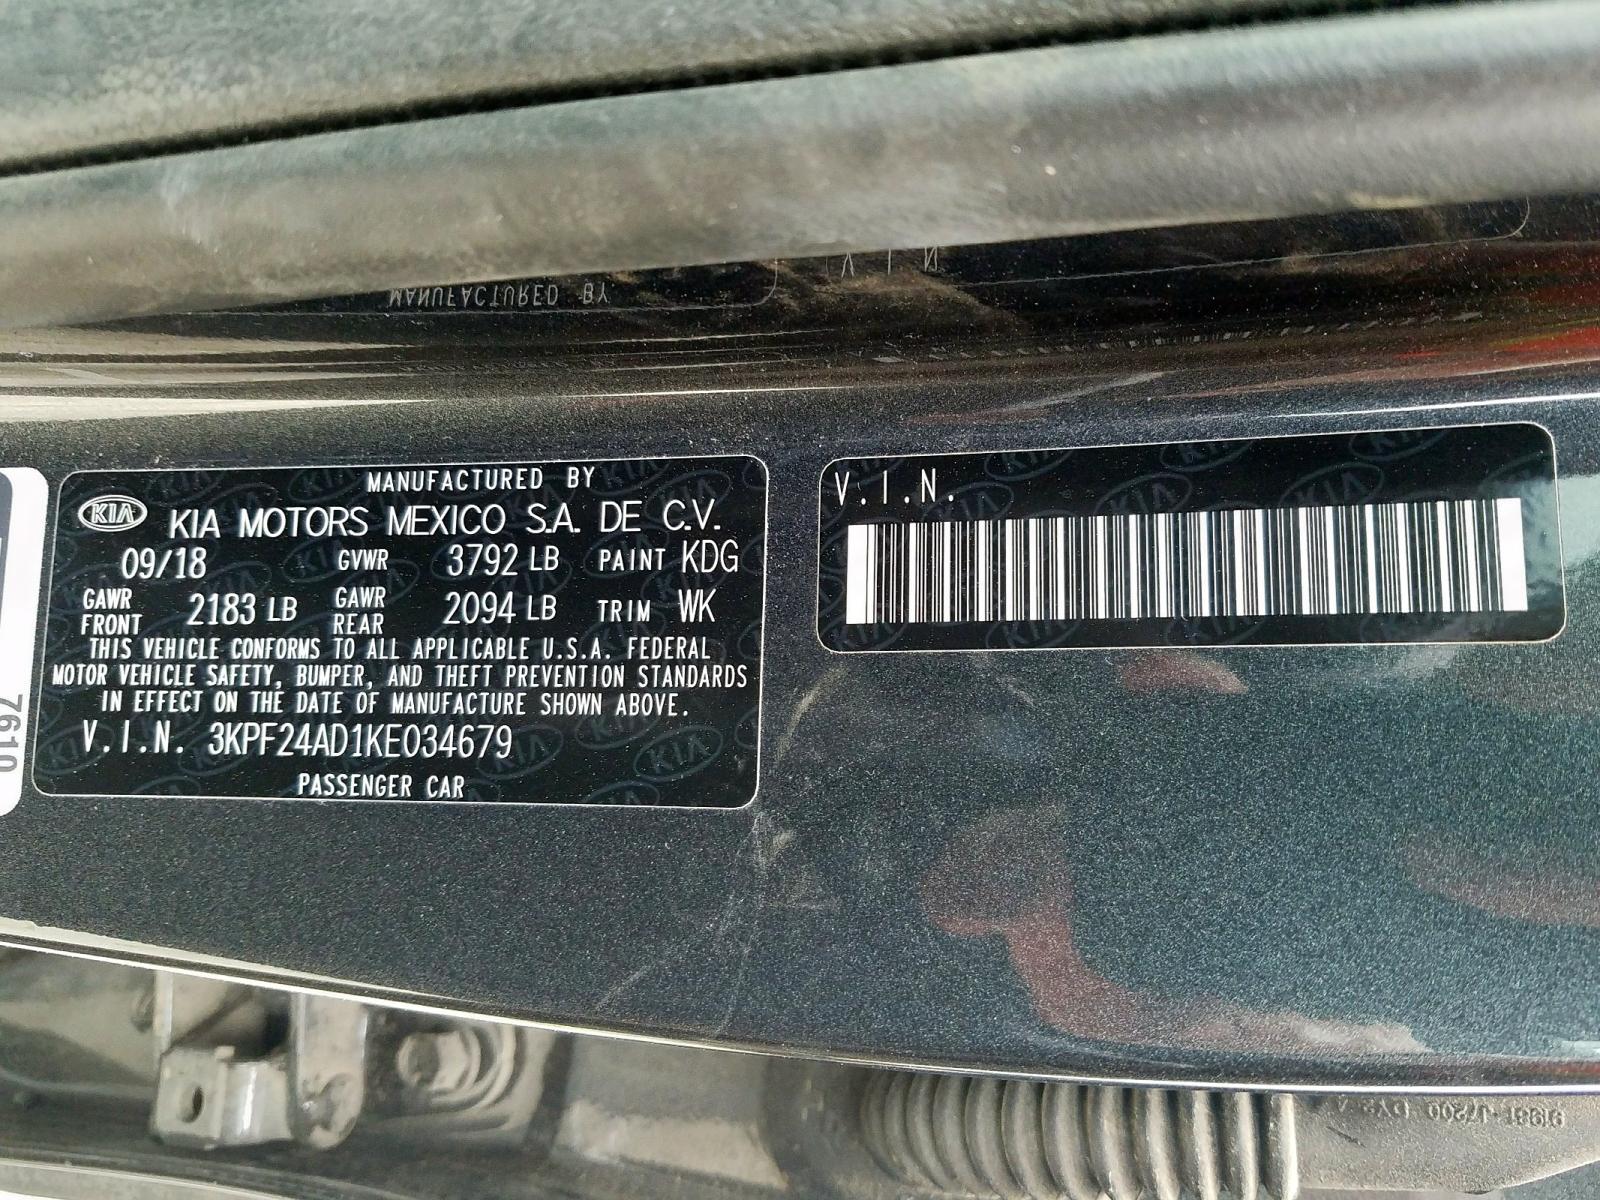 MANUFACTURED BY
KIA KIA MOTORS MEXICO S.A. DE C.V.
09/18 GVWR 3792 LB PAINT KDG
GAWR FRONT 2183 LB GAWR REAR 2094 LB TRIM WK
THIS VEHICLE CONFORMS TO ALL APPLICABLE U.S.A. FEDERAL
MOTOR VEHICLE SAFETY, BUMPER, AND THEFT PREVENTION STANDARDS
IN EFFECT ON THE DATE OF MANUFACTURE SHOWN ABOVE.
V.I.N. 3KPF24AD1KE034679
PASSENGER CAR
V.I.N.
7610